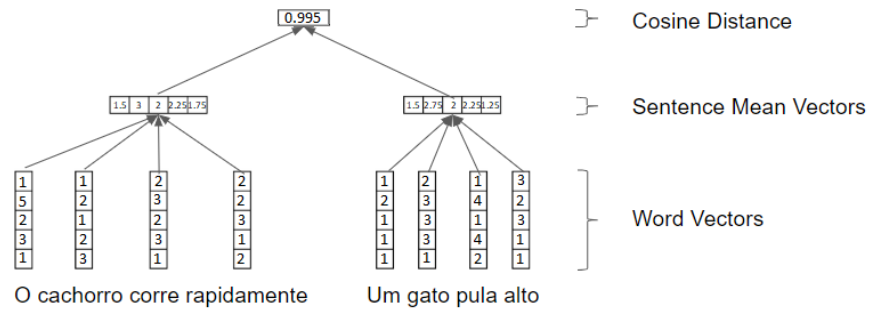 0.995 Cosine Distance
1.5 3 2 2.25 1.75 1.5 2.75 2 2.25 1.25 Sentence Mean Vectors
1 1 2 2 1 2 1 3
5 2 3 2 2 3 4 2
2 1 2 3 1 3 1 3
3 2 3 1 1 3 4 1
1 3 1 2 1 1 2 1
Word Vectors
O cachorro corre rapidamente Um gato pula alto